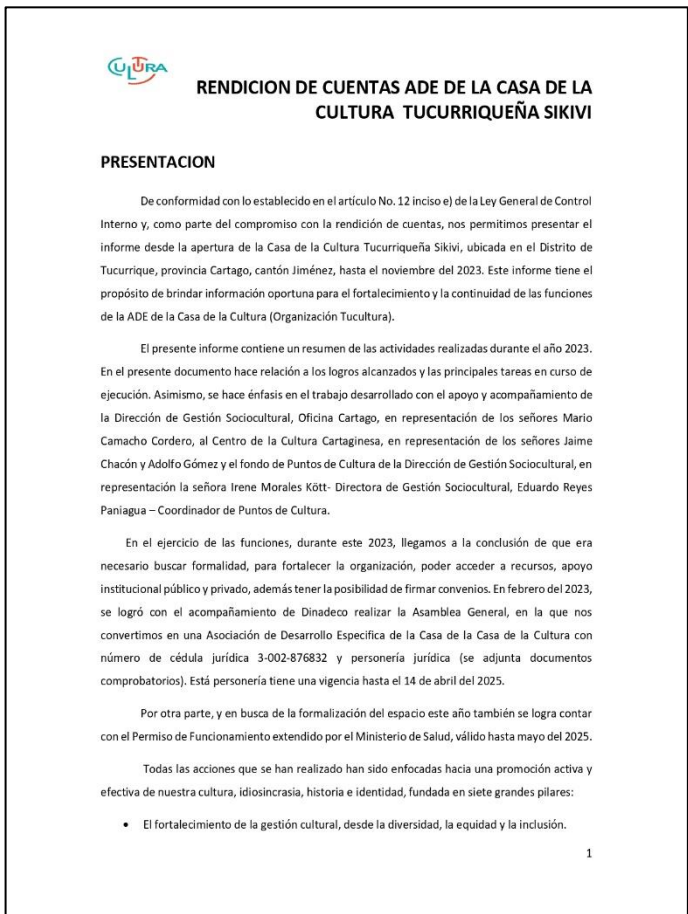 CULTURA
RENDICION DE CUENTAS ADE DE LA CASA DE LA
CULTURA TUCURRIQUEÑA SIKIVI
PRESENTACION
De conformidad con lo establecido en el artículo No. 12 inciso e) de la Ley General de Control
Interno y, como parte del compromiso con la rendición de cuentas, nos permitimos presentar el
informe desde la apertura de la Casa de la Cultura Tucurriqueña Sikivi, ubicada en el Distrito de
Tucurrique, provincia Cartago, cantón Jiménez, hasta el noviembre del 2023. Este informe tiene el
propósito de brindar información oportuna para el fortalecimiento y la continuidad de las funciones
de la ADE de la Casa de la Cultura (Organización Tucultura).
El presente informe contiene un resumen de las actividades realizadas durante el año 2023.
En el presente documento hace relación a los logros alcanzados y las principales tareas en curso de
ejecución. Asimismo, se hace énfasis en el trabajo desarrollado con el apoyo y acompañamiento de
la Dirección de Gestión Sociocultural, Oficina Cartago, en representación de los señores Mario
Camacho Cordero, al Centro de la Cultura Cartaginesa, en representación de los señores Jaime
Chacón y Adolfo Gómez y el fondo de Puntos de Cultura de la Dirección de Gestión Sociocultural, en
representación la señora Irene Morales Kött- Directora de Gestión Sociocultural, Eduardo Reyes
Paniagua – Coordinador de Puntos de Cultura.
En el ejercicio de las funciones, durante este 2023, llegamos a la conclusión de que era
necesario buscar formalidad, para fortalecer la organización, poder acceder a recursos, apoyo
institucional público y privado, además tener la posibilidad de firmar convenios. En febrero del 2023,
se logró con el acompañamiento de Dinadeco realizar la Asamblea General, en la que nos
convertimos en una Asociación de Desarrollo Especifica de la Casa de la Casa de la Cultura con
número de cédula jurídica 3-002-876832 y personería jurídica (se adjunta documentos
comprobatorios). Está personería tiene una vigencia hasta el 14 de abril del 2025.
Por otra parte, y en busca de la formalización del espacio este año también se logra contar
con el Permiso de Funcionamiento extendido por el Ministerio de Salud, válido hasta mayo del 2025.
Todas las acciones que se han realizado han sido enfocadas hacia una promoción activa y
efectiva de nuestra cultura, idiosincrasia, historia e identidad, fundada en siete grandes pilares:
• El fortalecimiento de la gestión cultural, desde la diversidad, la equidad y la inclusión.
1